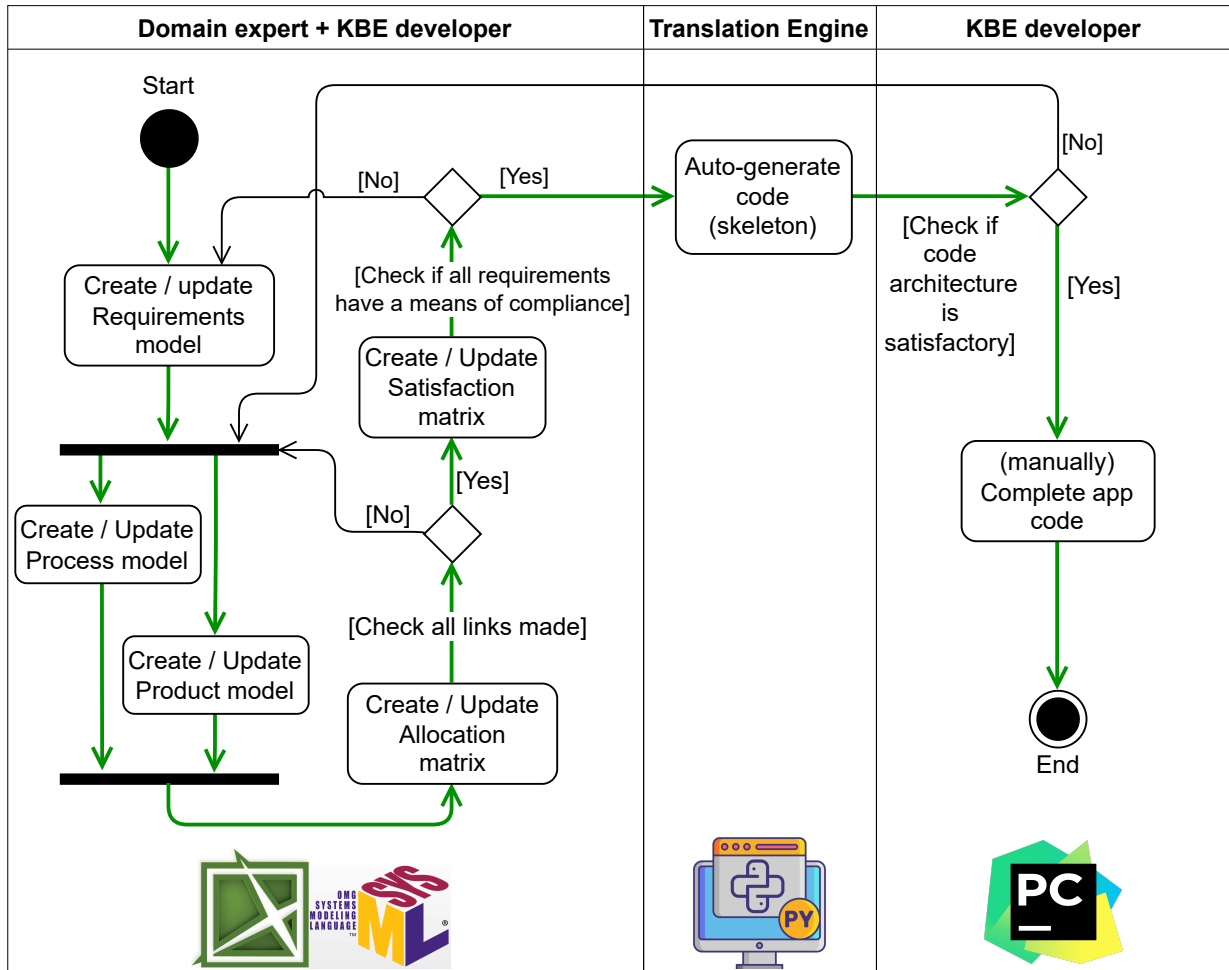 Domain expert + KBE developer
Translation Engine
KBE developer
Start
[No]
[Yes]
Auto-generate
code
(skeleton)
[No]
[Check if
code
architecture
is
satisfactory]
[Yes]
Create / update
Requirements
model
[Check if all requirements
have a means of compliance]
Create / Update
Satisfaction
matrix
[Yes]
[No]
(manually)
Complete app
code
Create / Update
Process model
[Check all links made]
Create / Update
Product model
Create / Update
Allocation
matrix
End
OMG
SYSTEMS
MODELING
LANGUAGE
™
SYS
ML
®
PY
PC